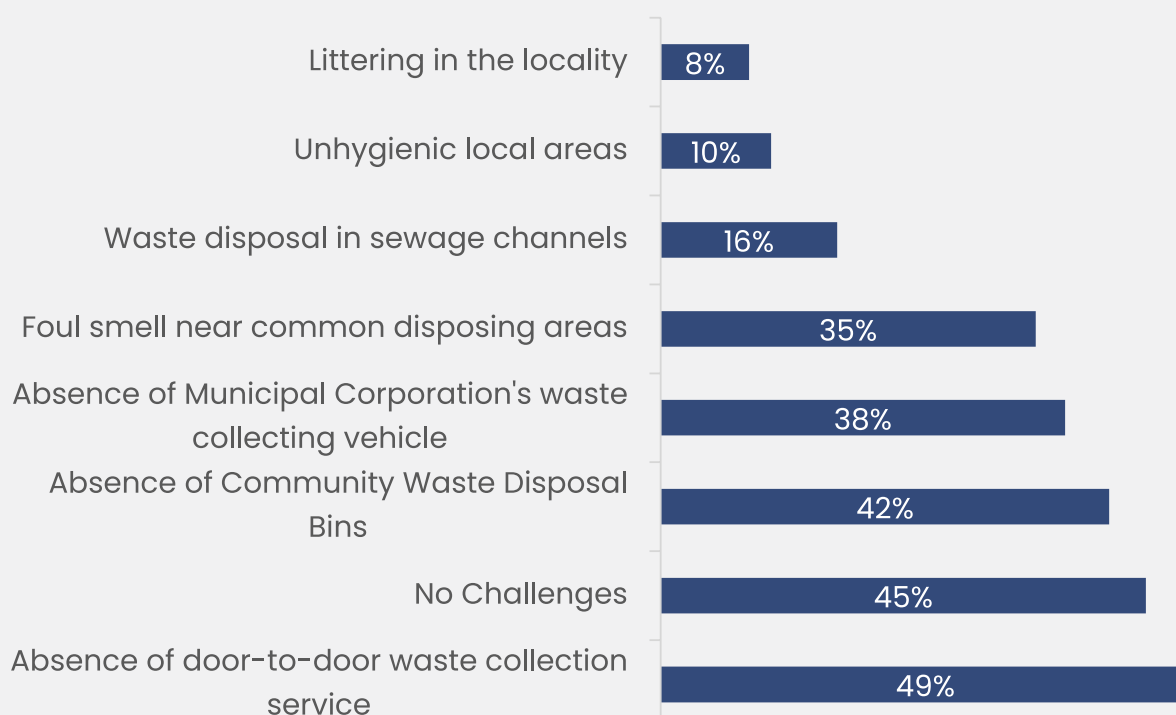 Littering in the locality
8%
Unhygienic local areas
10%
Waste disposal in sewage channels
16%
Foul smell near common disposing areas
35%
Absence of Municipal Corporation's waste
collecting vehicle
38%
Absence of Community Waste Disposal
Bins
42%
No Challenges
45%
Absence of door-to-door waste collection
service
49%